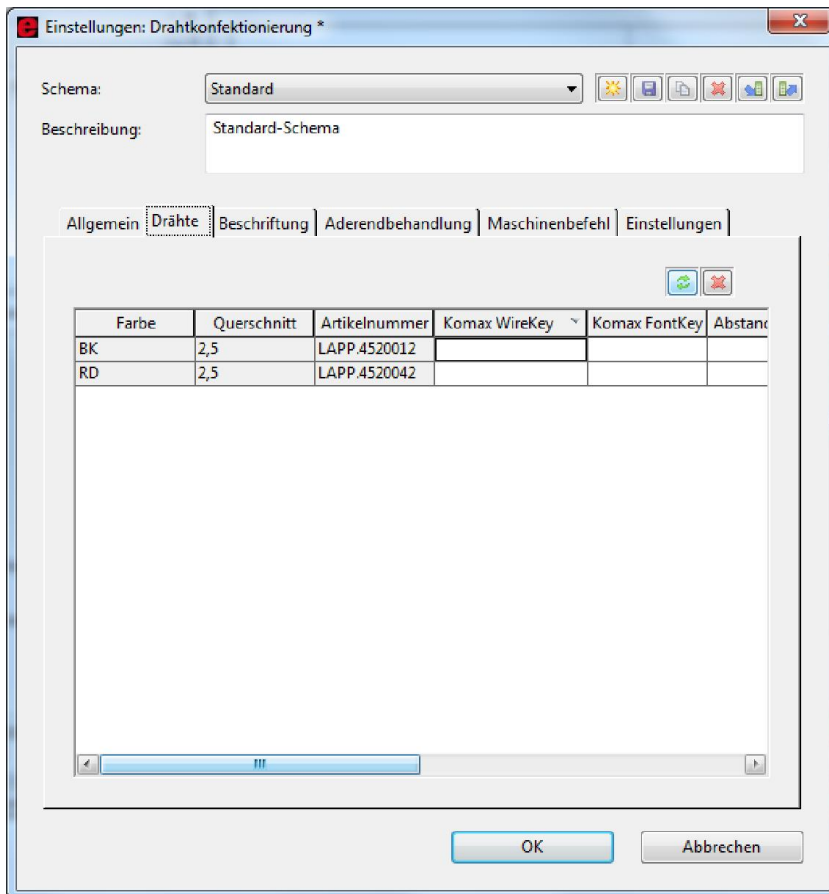 Einstellungen: Drahtkonfektionierung *
Schema: Standard
Beschreibung: Standard-Schema
Allgemein Drähte Beschriftung Aderendbehandlung Maschinenbefehl Einstellungen
Farbe Querschnitt Artikelnummer Komax WireKey Komax FontKey Abstand
BK 2,5 LAPP.4520012
RD 2,5 LAPP.4520042
OK Abbrechen